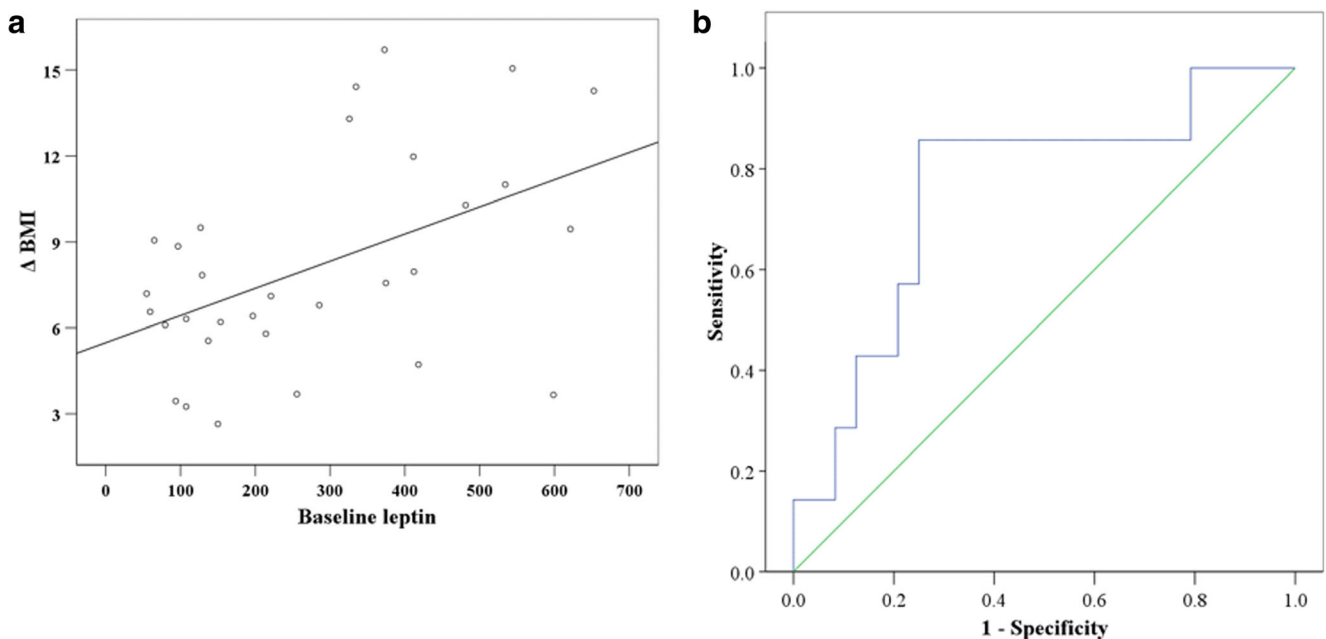 a
15
12
9
6
3
Δ BMI
0 100 200 300 400 500 600 700
Baseline leptin
b
1.0
0.8
0.6
0.4
0.2
0.0
Sensitivity
0.0 0.2 0.4 0.6 0.8 1.0
1 - Specificity